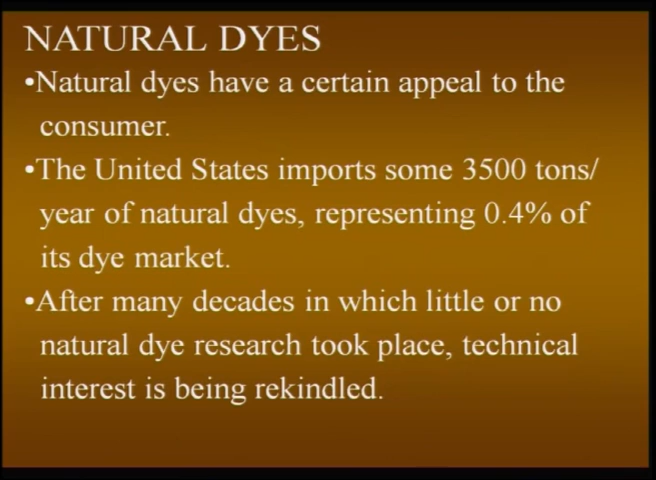 NATURAL DYES
•Natural dyes have a certain appeal to the
consumer.
•The United States imports some 3500 tons/
year of natural dyes, representing 0.4% of
its dye market.
•After many decades in which little or no
natural dye research took place, technical
interest is being rekindled.